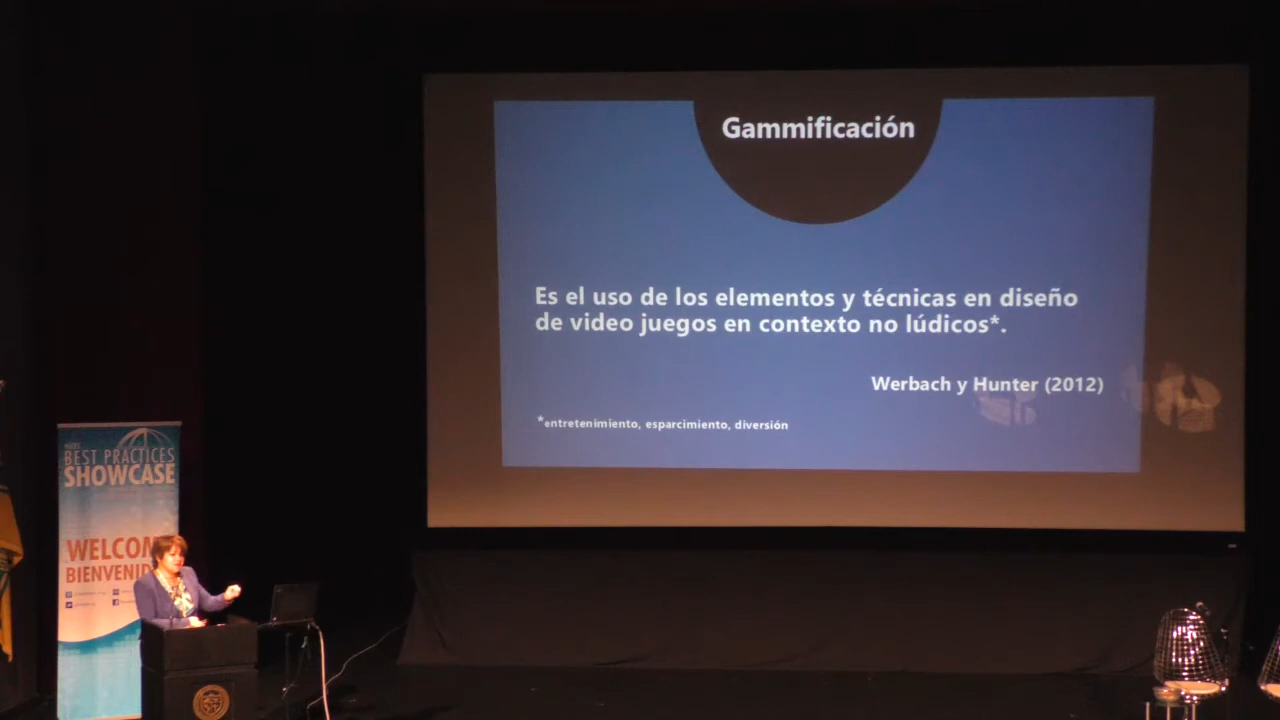 Gammificación
Es el uso de los elementos y técnicas en diseño
de video juegos en contexto no lúdicos*.
Werbach y Hunter (2012)
*entretenimiento, esparcimiento, diversión
BEST PRACTICES
SHOWCASE
WELCOM
BIENVENID